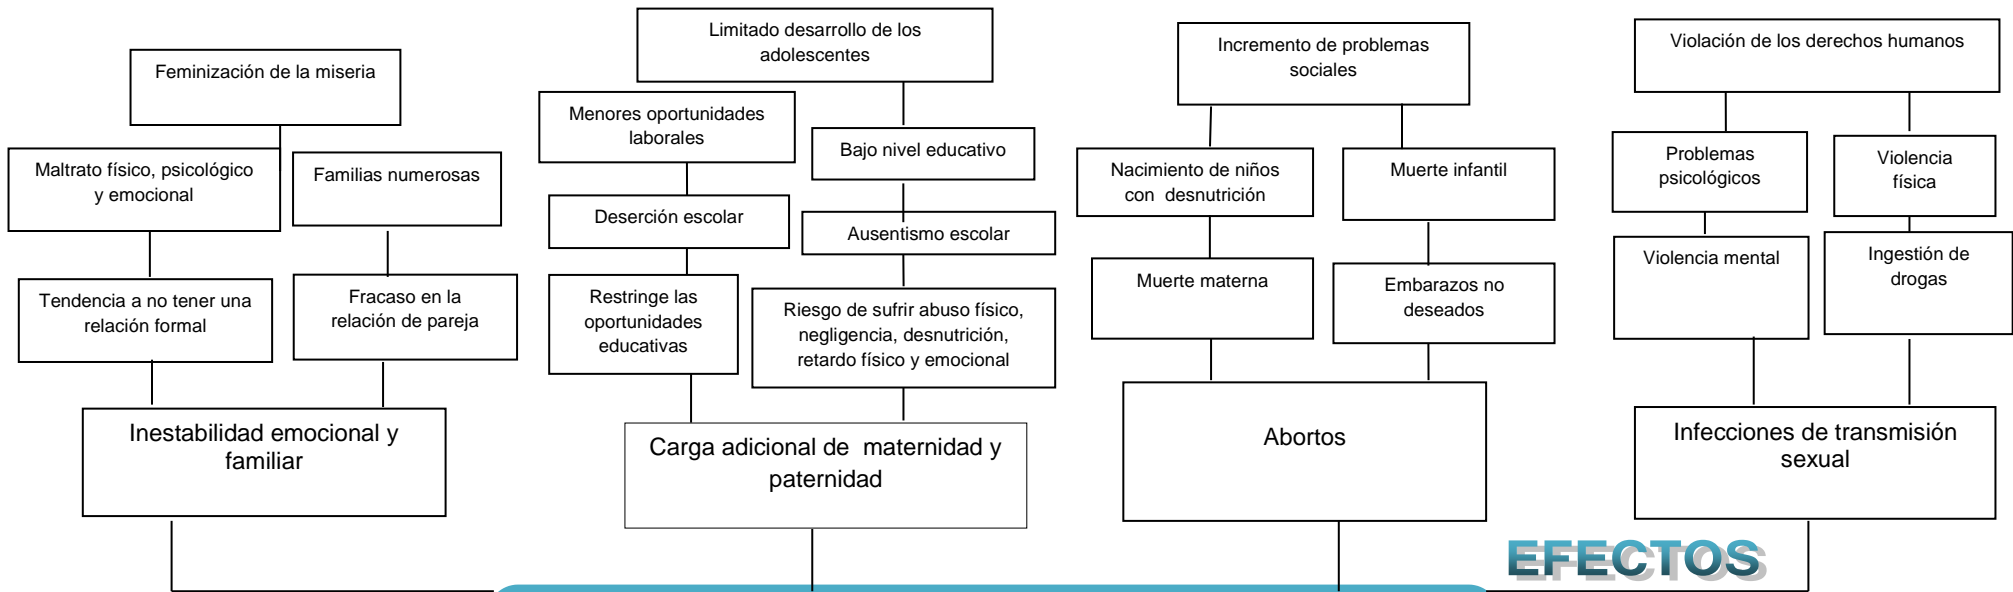 Feminización de la miseria
Maltrato físico, psicológico
y emocional
Familias numerosas
Tendencia a no tener una
relación formal
Fracaso en la
relación de pareja
Inestabilidad emocional y
familiar
Limitado desarrollo de los
adolescentes
Menores oportunidades
laborales
Bajo nivel educativo
Deserción escolar
Ausentismo escolar
Restringe las
oportunidades
educativas
Riesgo de sufrir abuso físico,
negligencia, desnutrición,
retardo físico y emocional
Carga adicional de maternidad y
paternidad
Incremento de problemas
sociales
Nacimiento de niños
con desnutrición
Muerte infantil
Muerte materna
Embarazos no
deseados
Abortos
Violación de los derechos humanos
Problemas
psicológicos
Violencia
física
Violencia mental
Ingestión de
drogas
Infecciones de transmisión
sexual
EFECTOS